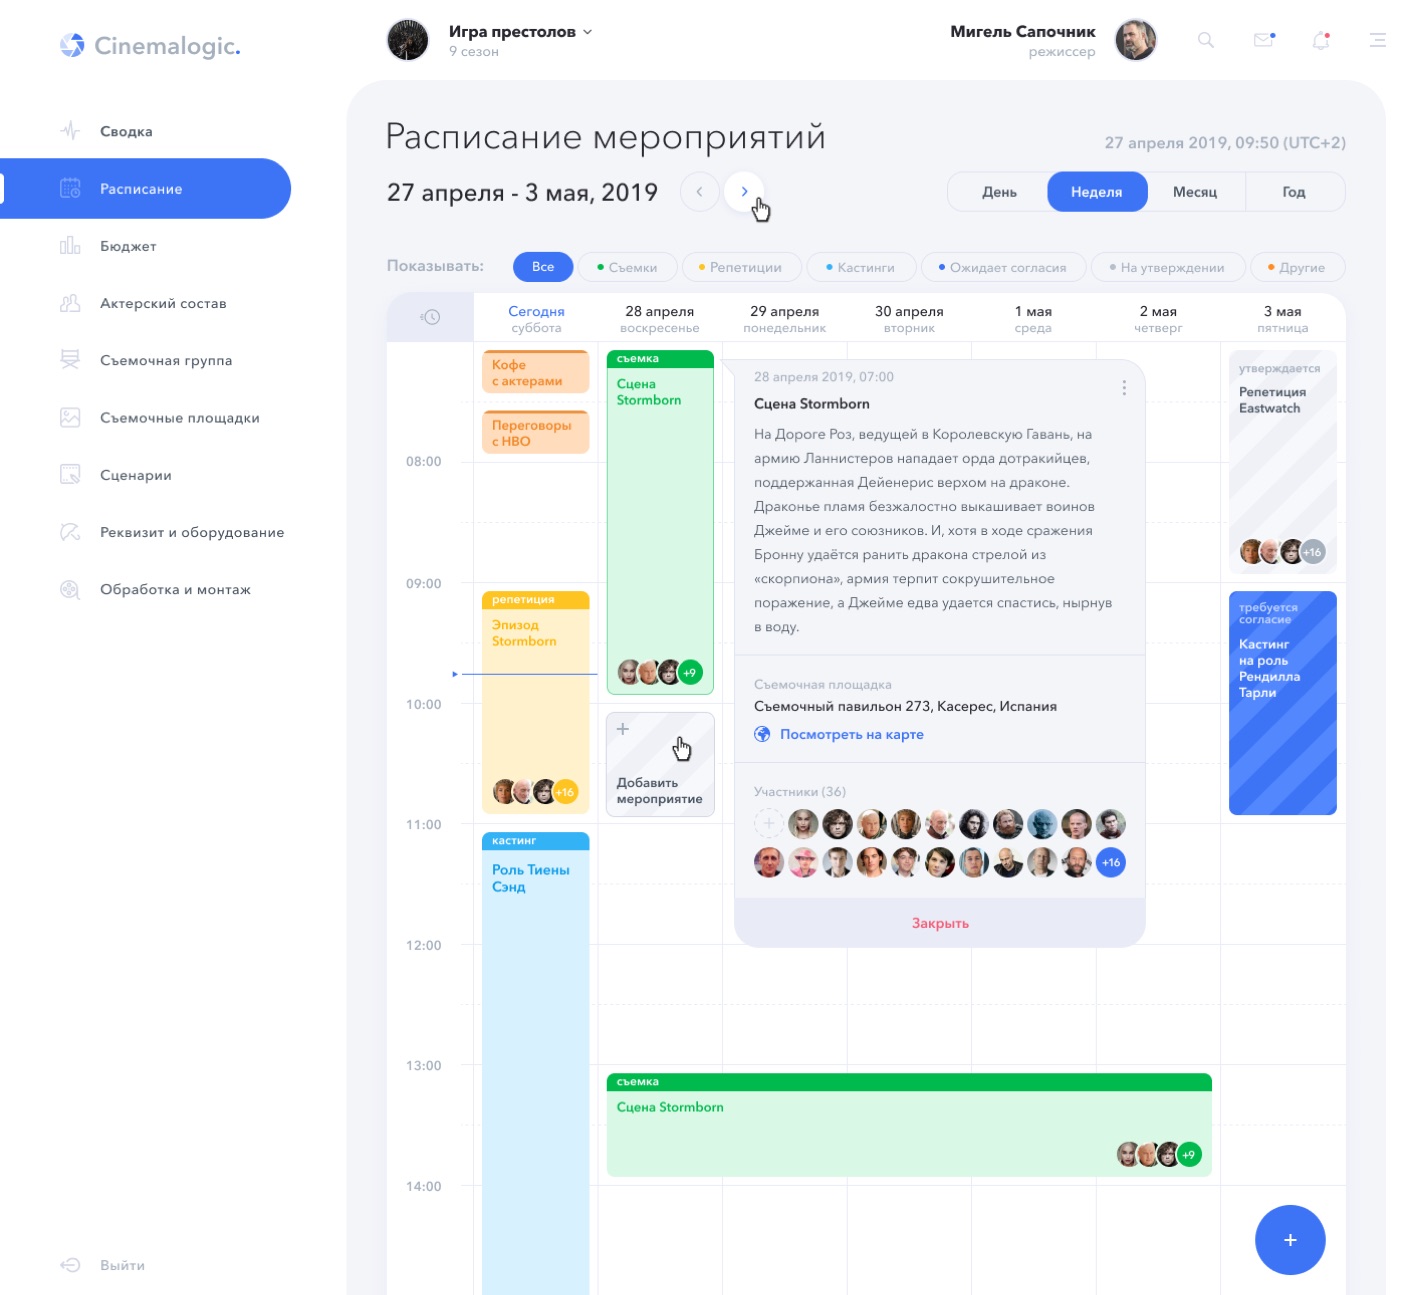 Cinemalogic.
Игра престолов
9 сезон
Мигель Сапочник
режиссер
Сводка
Расписание
Бюджет
Актерский состав
Съемочная группа
Съемочные площадки
Сценарии
Реквизит и оборудование
Обработка и монтаж
Выйти
Расписание мероприятий
27 апреля 2019, 09:50 (UTC+2)
27 апреля - 3 мая, 2019
День
Неделя
Месяц
Год
Показывать:
Все
Съемки
Репетиции
Кастинги
Ожидает согласия
На утверждении
Другие
Сегодня
суббота
28 апреля
воскресенье
29 апреля
понедельник
30 апреля
вторник
1 мая
среда
2 мая
четверг
3 мая
пятница
08:00
09:00
10:00
11:00
12:00
13:00
14:00
Кофе
с актерами
Переговоры
с HBO
репетиция
Эпизод
Stormborn
+16
кастинг
Роль Тиены
Сэнд
съемка
Сцена
Stormborn
+9
+
Добавить
мероприятие
28 апреля 2019, 07:00
Сцена Stormborn
На Дороге Роз, ведущей в Королевскую Гавань, на
армию Ланнистеров нападает орда дотракийцев,
поддержанная Дейенерис верхом на драконе.
Драконье пламя безжалостно выкашивает воинов
Джейме и его союзников. И, хотя в ходе сражения
Бронну удаётся ранить дракона стрелой из
«скорпиона», армия терпит сокрушительное
поражение, а Джейме едва удается спастись, нырнув
в воду.
Съемочная площадка
Съемочный павильон 273, Касерес, Испания
Посмотреть на карте
Участники (36)
+
+16
Закрыть
утверждается
Репетиция
Eastwatch
+16
требуется
согласие
Кастинг
на роль
Рендилла
Тарли
съемка
Сцена Stormborn
+9
+